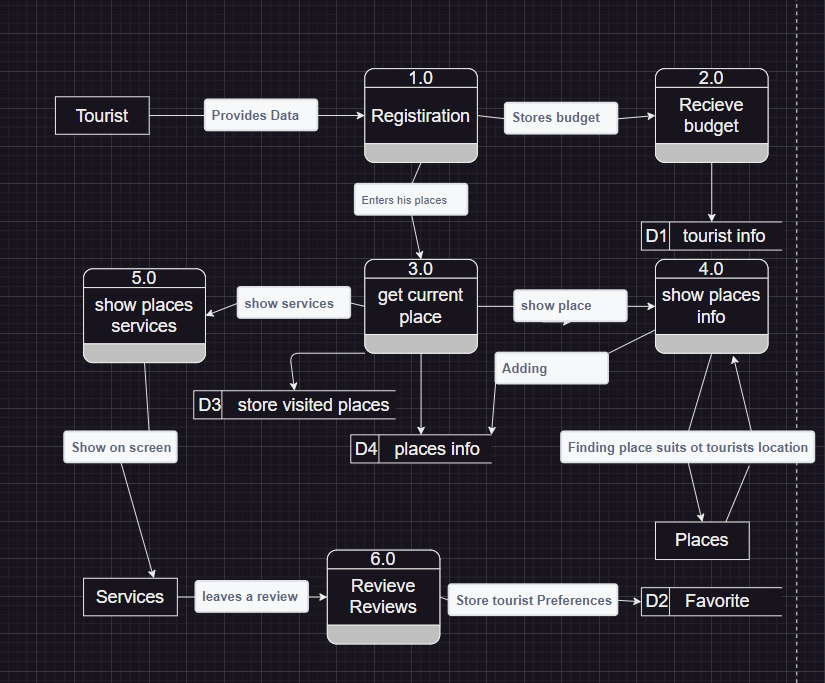 1.0
2.0
Tourist
Provides Data
Registiration
Stores budget
Recieve
budget
Enters his places
D1 tourist info
5.0
3.0
4.0
show places
services
show services
get current
place
show place
show places
info
Adding
D3 store visited places
Show on screen
D4 places info
Finding place suits ot tourists location
Places
6.0
Services
leaves a review
Revieve
Reviews
Store tourist Preferences
D2 Favorite